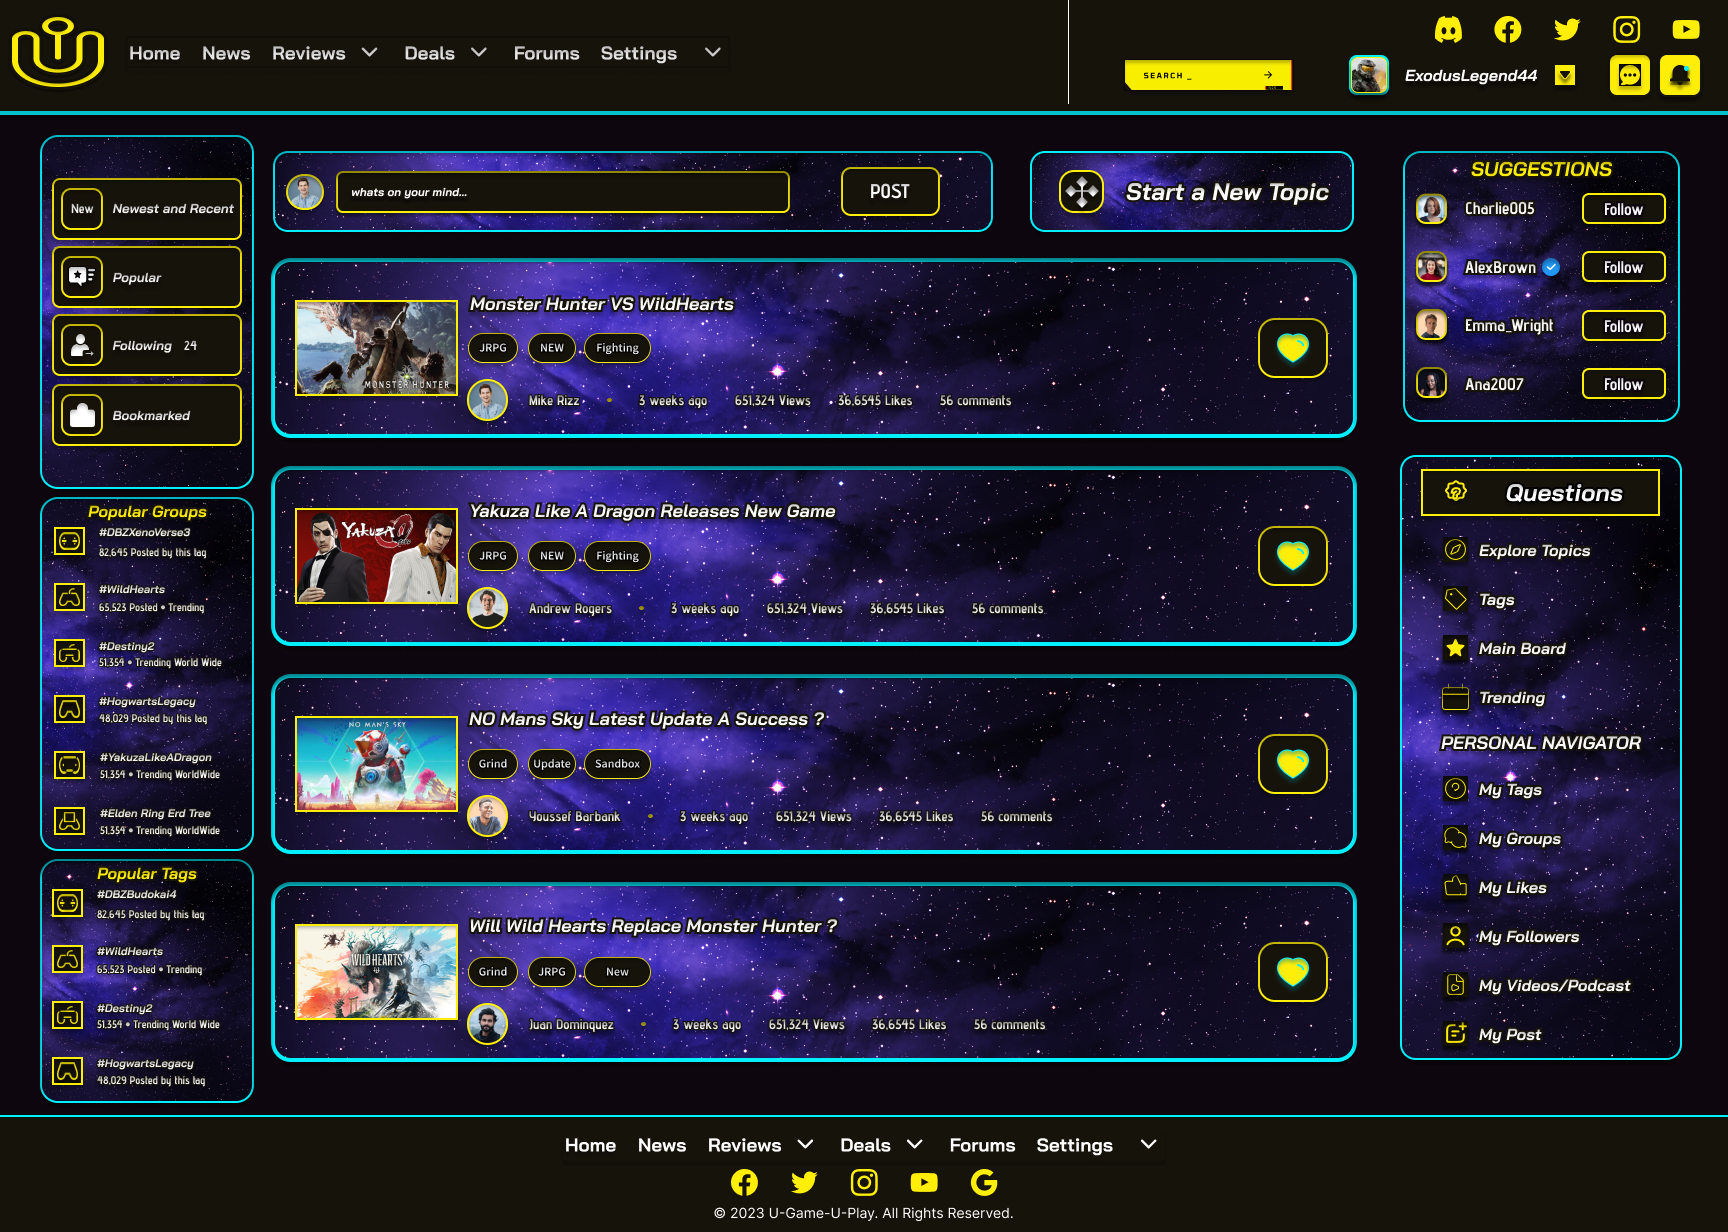 Home News Reviews Deals Forums Settings
SEARCH _
ExodusLegend44
New Newest and Recent
Popular
Following 24
Bookmarked
Popular Groups
#DBZXenoVerse3
82,645 Posted by this tag
#WildHearts
65,523 Posted • Trending
#Destiny2
51,354 • Trending World Wide
#HogwartsLegacy
48,029 Posted by this tag
#YakuzaLikeADragon
51,354 • Trending WorldWide
#Elden Ring Erd Tree
51,354 • Trending WorldWide
Popular Tags
#DBZBudokai4
82,645 Posted by this tag
#WildHearts
65,523 Posted • Trending
#Destiny2
51,354 • Trending World Wide
#HogwartsLegacy
48,029 Posted by this tag
whats on your mind...
POST
Start a New Topic
MONSTER HUNTER
Monster Hunter VS WildHearts
JRPG NEW Fighting
Mike Rizz • 3 weeks ago 651,324 Views 36,6545 Likes 56 comments
YAKUZA 0
Yakuza Like A Dragon Releases New Game
JRPG NEW Fighting
Andrew Rogers • 3 weeks ago 651,324 Views 36,6545 Likes 56 comments
NO MAN'S SKY
NO Mans Sky Latest Update A Success ?
Grind Update Sandbox
Youssef Barbank • 3 weeks ago 651,324 Views 36,6545 Likes 56 comments
WILD HEARTS
Will Wild Hearts Replace Monster Hunter ?
Grind JRPG New
Juan Dominquez • 3 weeks ago 651,324 Views 36,6545 Likes 56 comments
SUGGESTIONS
Charlie005 Follow
AlexBrown Follow
Emma_Wright Follow
Ana2007 Follow
Questions
Explore Topics
Tags
Main Board
Trending
PERSONAL NAVIGATOR
My Tags
My Groups
My Likes
My Followers
My Videos/Podcast
My Post
Home News Reviews Deals Forums Settings
© 2023 U-Game-U-Play. All Rights Reserved.